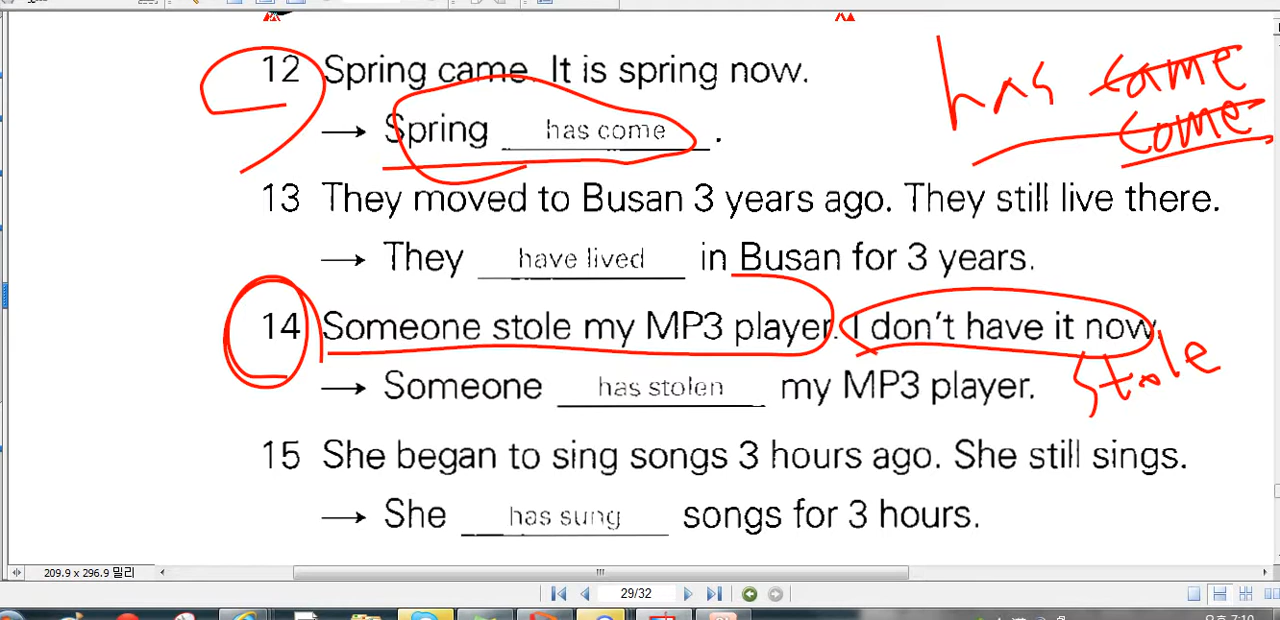 12 Spring came. It is spring now.
→ Spring has come.
has came
come
13 They moved to Busan 3 years ago. They still live there.
→ They have lived in Busan for 3 years.
14 Someone stole my MP3 player. I don't have it now.
stole
→ Someone has stolen my MP3 player.
15 She began to sing songs 3 hours ago. She still sings.
→ She has sung songs for 3 hours.
209.9 x 296.9 밀리
29/32
오후 7:10